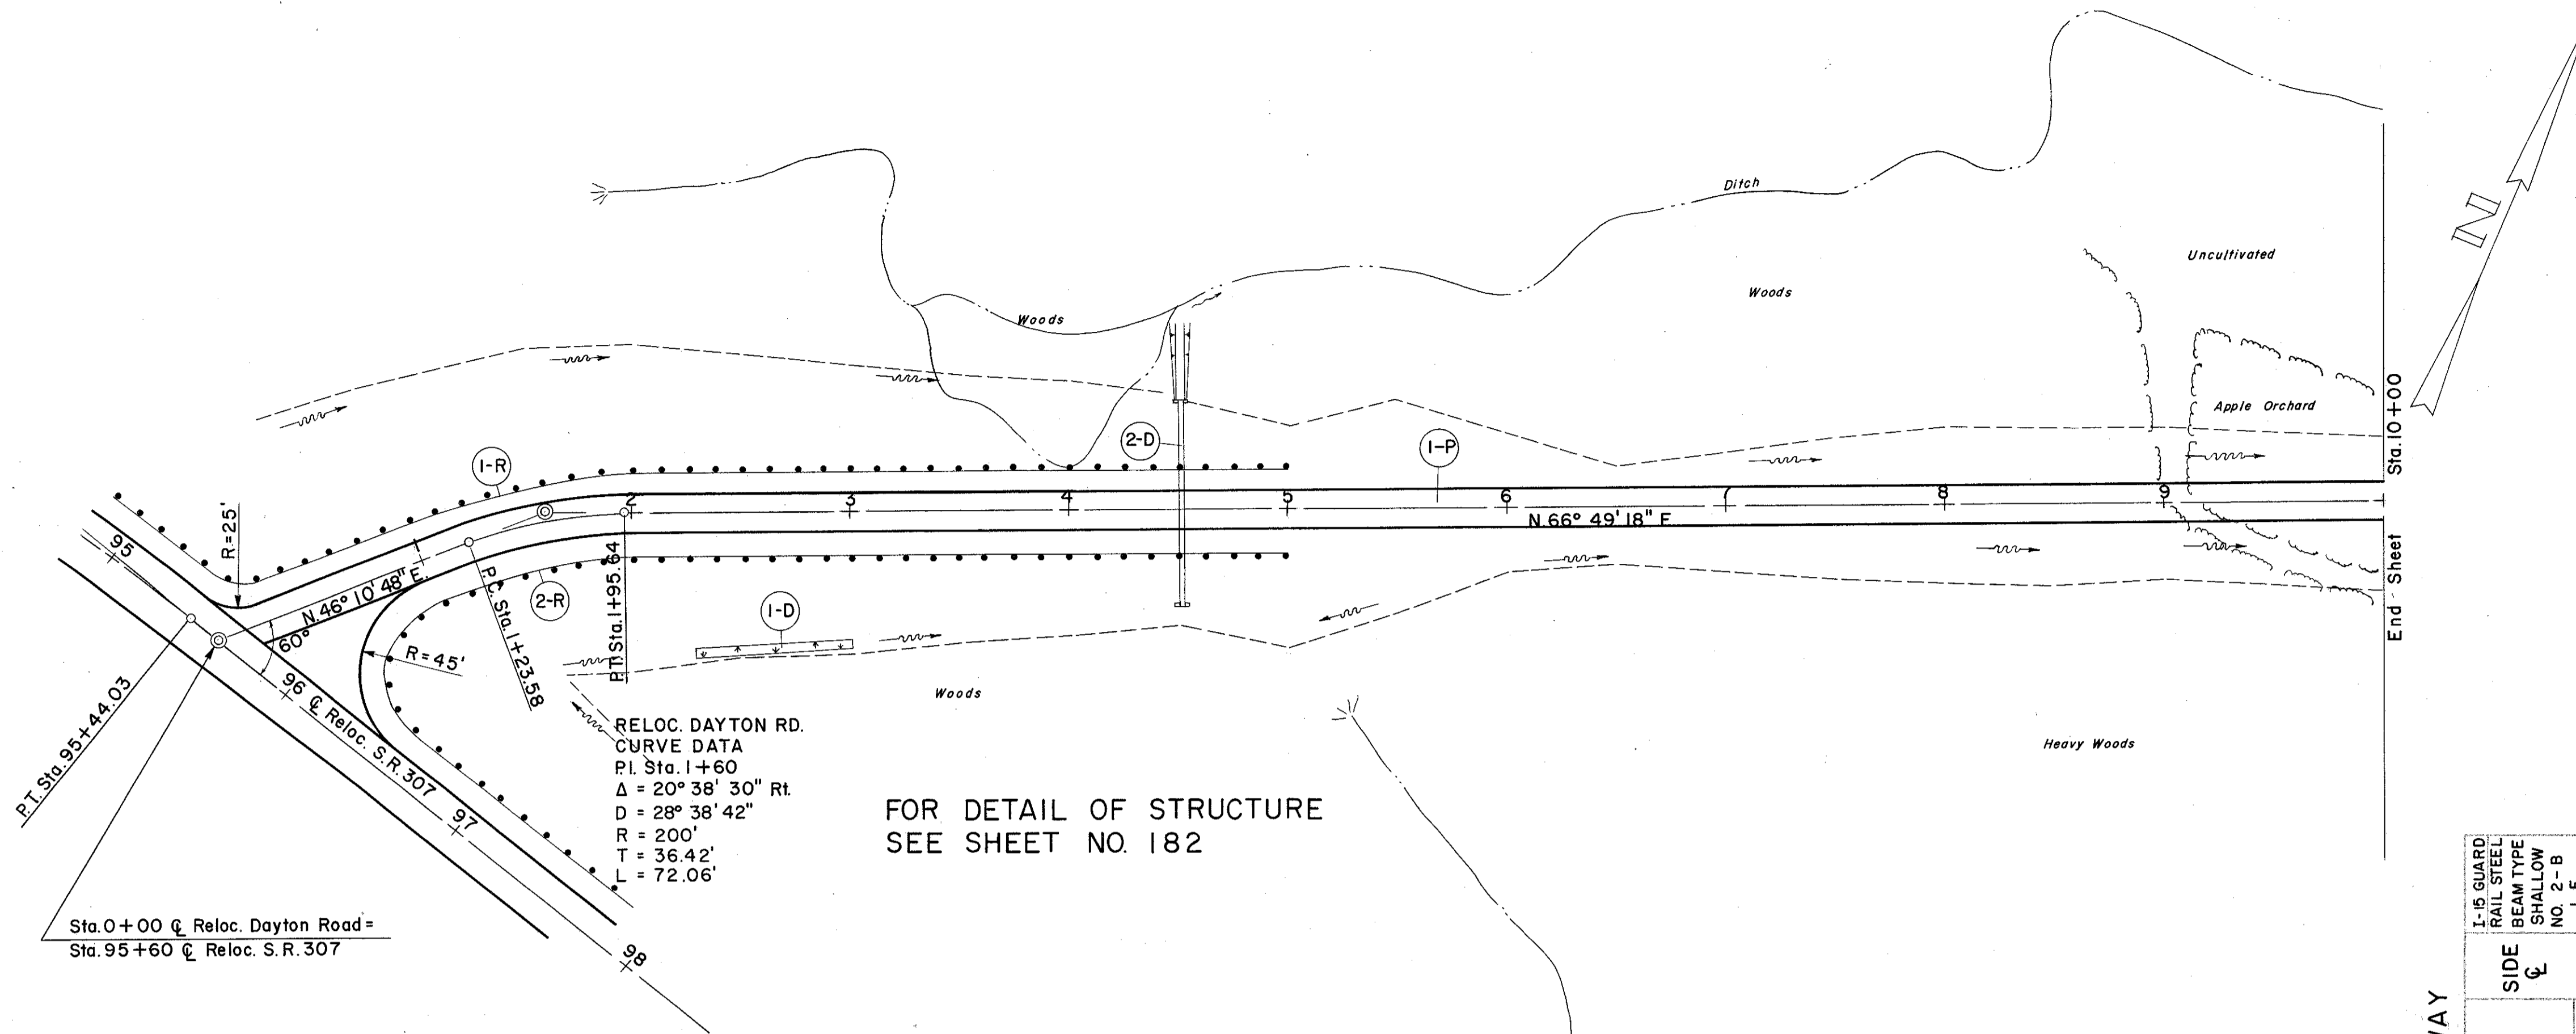 Ditch
Uncultivated
Woods
Woods
N
Apple Orchard
Sta. 10+00
End Sheet
1-R
2-D
1-P
R=25'
2
3
4
5
6
7
8
9
N. 66° 49' 18" E
95
N. 46° 10' 48" E.
60°
2-R
P.C. Sta. 1+23.58
P.T. Sta. 1+95.64
1-D
R=45'
96
℄ Reloc. S.R. 307
97
98
P.T. Sta. 95+44.03
Woods
Heavy Woods
RELOC. DAYTON RD.
CURVE DATA
P.I. Sta. 1+60
Δ = 20° 38' 30" Rt.
D = 28° 38' 42"
R = 200'
T = 36.42'
L = 72.06'
FOR DETAIL OF STRUCTURE
SEE SHEET NO. 182
Sta. 0+00 ℄ Reloc. Dayton Road =
Sta. 95+60 ℄ Reloc. S.R. 307
I-15 GUARD
RAIL STEEL
BEAM TYPE
SHALLOW
NO. 2-B
SIDE
℄